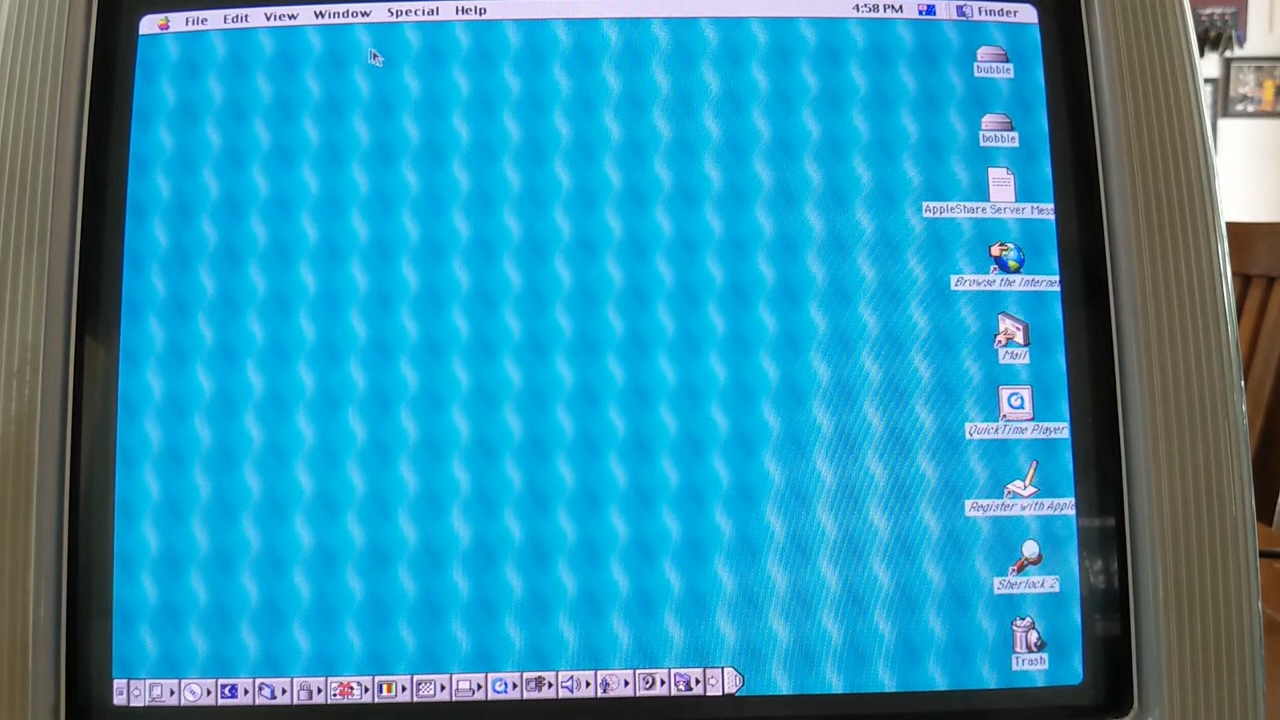 File Edit View Window Special Help 4:58 PM Finder
bubble
bobble
AppleShare Server Mess
Browse the Internet
Mail
QuickTime Player
Register with Apple
Sherlock 2
Trash